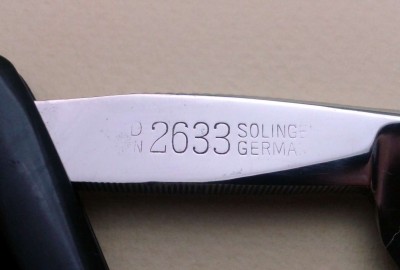 D 2633 SOLINGE
N GERMA